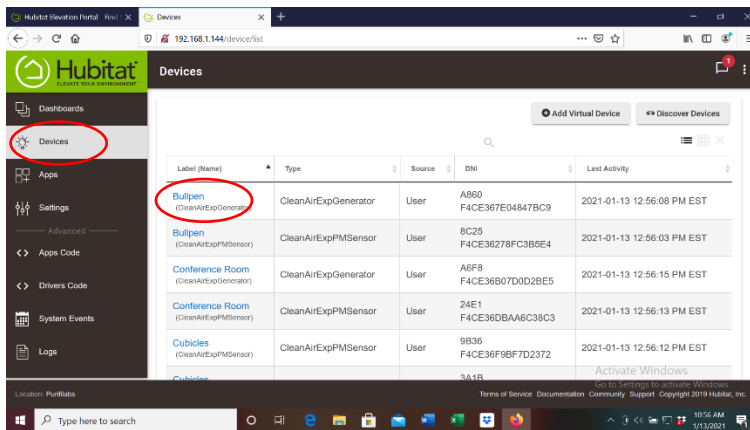 Hubitat Elevation Portal Find
Devices
192.168.1.144/device/list
Hubitat
ELEVATE YOUR ENVIRONMENT
Devices
1
Dashboards
Devices
Apps
Settings
Advanced
Apps Code
Drivers Code
System Events
Logs
Add Virtual Device
Discover Devices
Label (Name) Type Source DNI Last Activity
Bullpen
(CleanAirExpGenerator) CleanAirExpGenerator User A860
F4CE367E04847BC9 2021-01-13 12:56:08 PM EST
Bullpen
(CleanAirExpPMSensor) CleanAirExpPMSensor User 8C25
F4CE36278FC3B5E4 2021-01-13 12:56:03 PM EST
Conference Room
(CleanAirExpGenerator) CleanAirExpGenerator User A6F8
F4CE36B07D0D2BE5 2021-01-13 12:56:15 PM EST
Conference Room
(CleanAirExpPMSensor) CleanAirExpPMSensor User 24E1
F4CE36DBAA6C38C3 2021-01-13 12:56:13 PM EST
Cubicles
(CleanAirExpPMSensor) CleanAirExpPMSensor User 9B36
F4CE36F9BF7D2372 2021-01-13 12:56:12 PM EST
Cubicles 3A1B
Activate Windows
Go to Settings to activate Windows.
Location: Purifilabs
Terms of Service Documentation Community Support Copyright 2019 Hubitat, Inc.
Type here to search
10:56 AM
1/13/2021